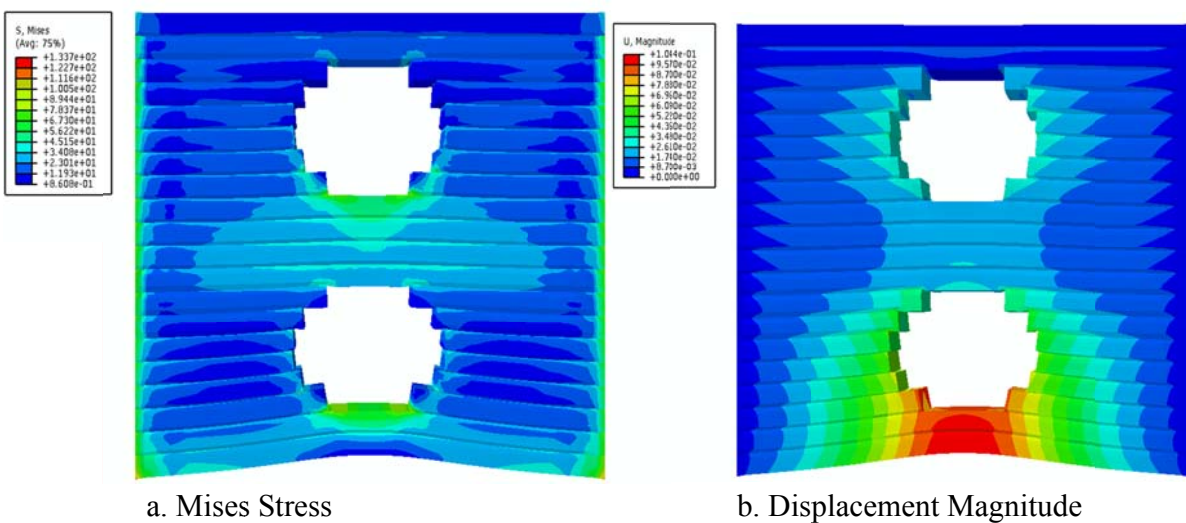 S, Mises
(Avg: 75%)
+1.337e+02
+1.227e+02
+1.116e+02
+1.005e+02
+8.944e+01
+7.837e+01
+6.730e+01
+5.622e+01
+4.515e+01
+3.408e+01
+2.301e+01
+1.193e+01
+8.608e-01
U, Magnitude
+1.044e-01
+9.570e-02
+8.700e-02
+7.830e-02
+6.960e-02
+6.090e-02
+5.220e-02
+4.350e-02
+3.480e-02
+2.610e-02
+1.740e-02
+8.700e-03
+0.000e+00
a. Mises Stress
b. Displacement Magnitude